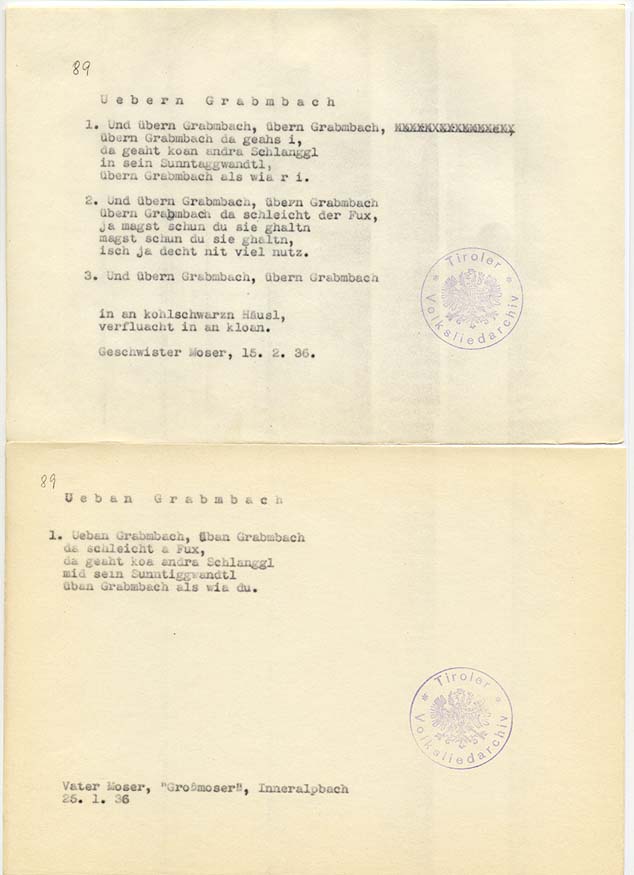 89
Uebern Grabmbach
1. Und übern Grabmbach, übern Grabmbach,
übern Grabmbach da geahs i,
da geaht koan andra Schlanggl
in sein Sunntaggwandtl,
übern Grabmbach als wia r i.
2. Und übern Grabmbach, übern Grabmbach
übern Grabmbach da schleicht der Fux,
ja magst schun du sie ghaltn
magst schun du sie ghaltn,
isch ja decht nit viel nutz.
3. Und übern Grabmbach, übern Grabmbach
in an kohlschwarzn Häusl,
verfluacht in an kloan.
Geschwister Moser, 15. 2. 36.
* Tiroler *
Volksliedarchiv
89
Ueban Grabmbach
1. Ueban Grabmbach, üban Grabmbach
da schleicht a Fux,
da geaht koa andra Schlanggl
mid sein Sunntiggwandtl
üban Grabmbach als wia du.
* Tiroler *
Volksliedarchiv
Vater Moser, "Großmoser", Inneralpbach
25. 1. 36